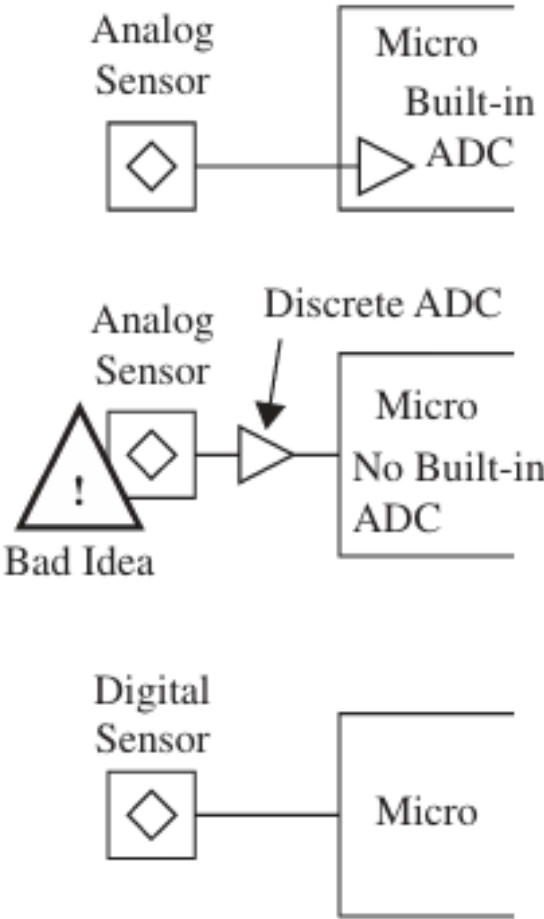 Analog
Sensor
Micro
Built-in
ADC
Discrete ADC
Analog
Sensor
Micro
No Built-in
ADC
!
Bad Idea
Digital
Sensor
Micro